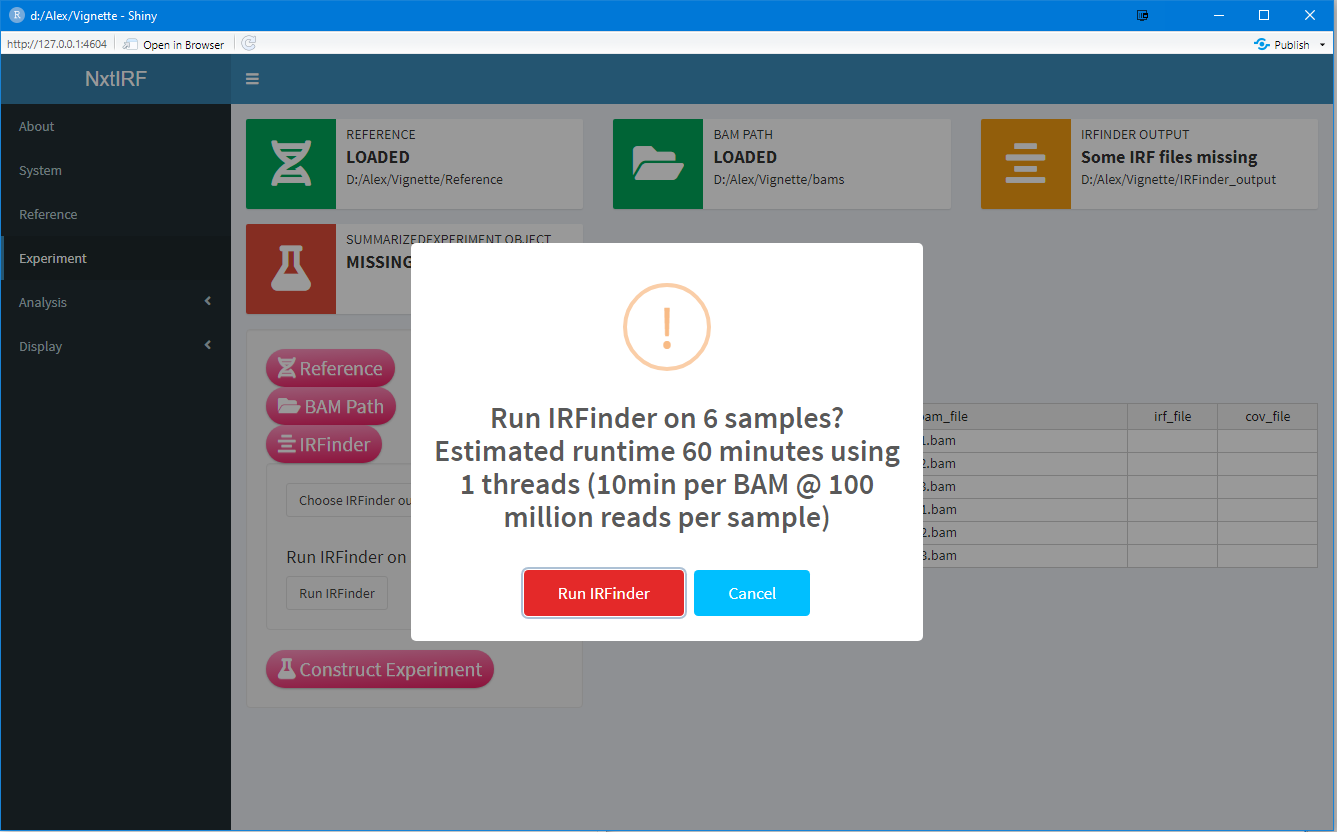 d:/Alex/Vignette - Shiny
http://127.0.0.1:4604 Open in Browser Publish
NxtIRF
About
System
Reference
Experiment
Analysis
Display
REFERENCE
LOADED
D:/Alex/Vignette/Reference
BAM PATH
LOADED
D:/Alex/Vignette/bams
IRFINDER OUTPUT
Some IRF files missing
D:/Alex/Vignette/IRFinder_output
SUMMARIZEDEXPERIMENT OBJECT
MISSING
Reference
BAM Path
IRFinder
Choose IRFinder
Run IRFinder on
Run IRFinder
Construct Experiment
Run IRFinder on 6 samples?
Estimated runtime 60 minutes using
1 threads (10min per BAM @ 100
million reads per sample)
Run IRFinder Cancel
bam_file irf_file cov_file
1.bam
2.bam
3.bam
1.bam
2.bam
3.bam